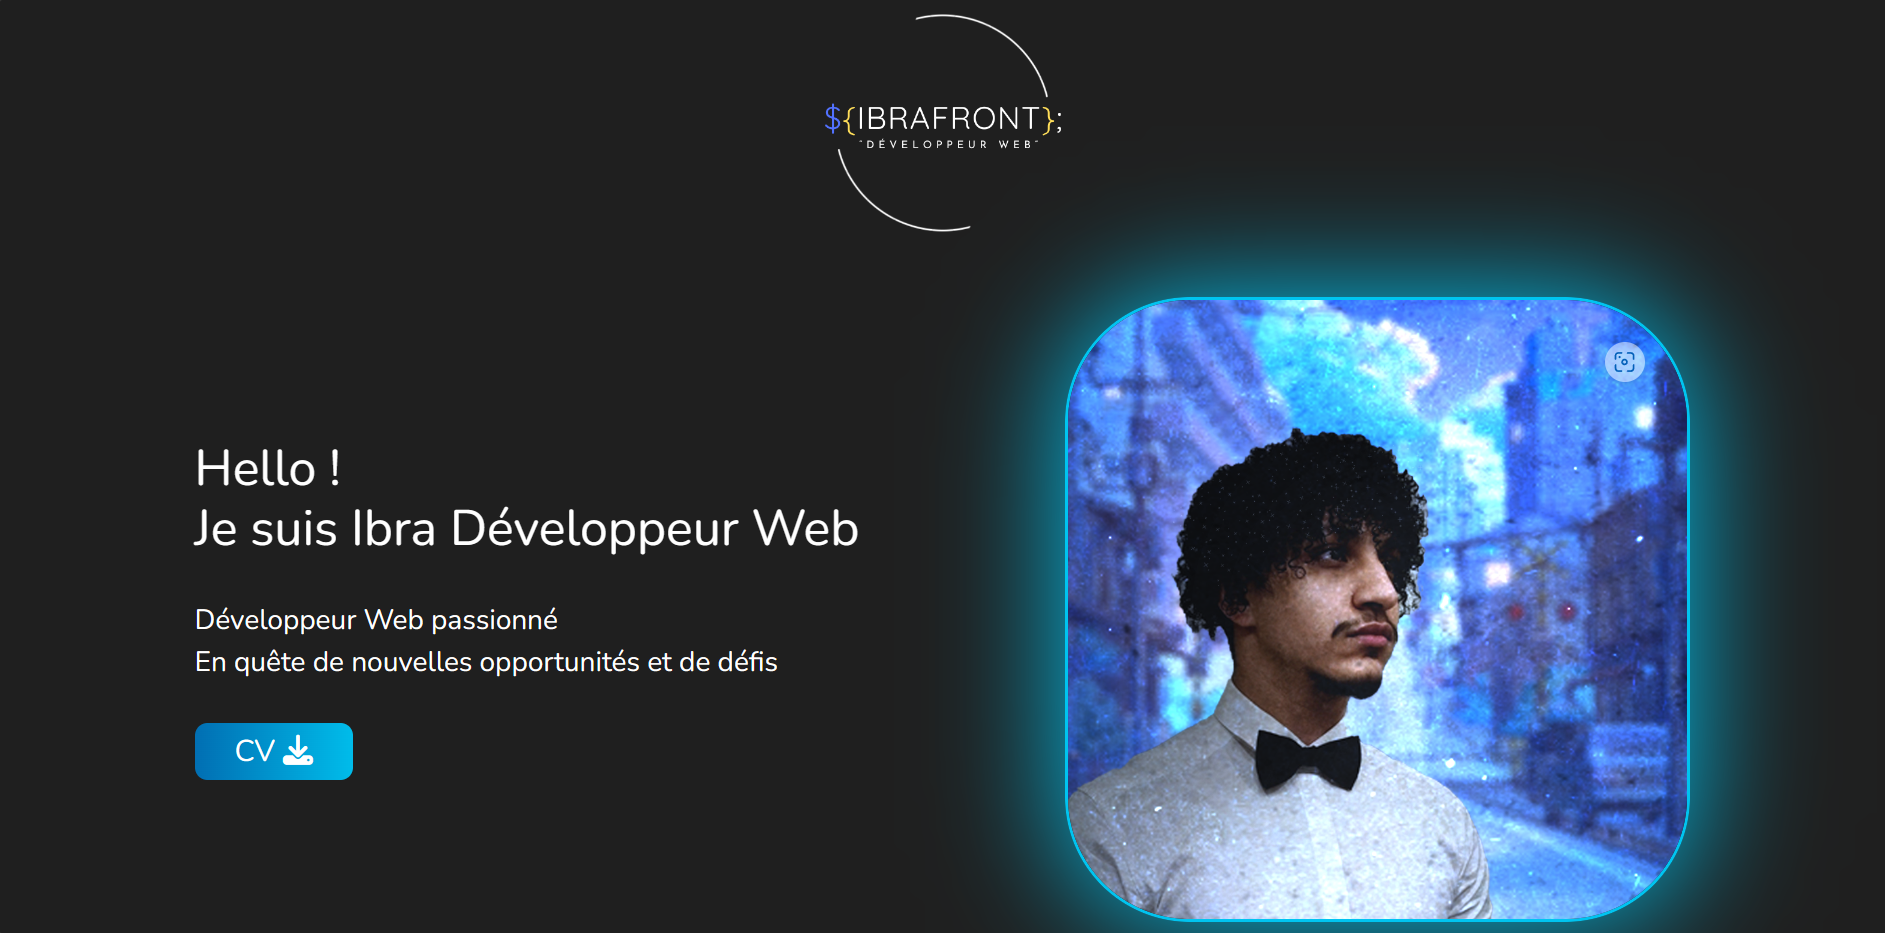 ${IBRAFRONT};
"DÉVELOPPEUR WEB"
Hello !
Je suis Ibra Développeur Web
Développeur Web passionné
En quête de nouvelles opportunités et de défis
CV